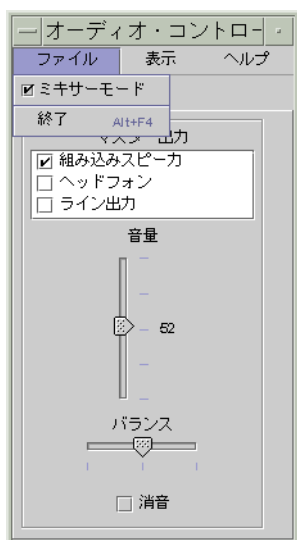 オーディオ・コントロー
ファイル 表示 ヘルプ
ミキサーモード
終了 Alt+F4
出力
組み込みスピーカ
ヘッドフォン
ライン出力
音量
52
バランス
消音